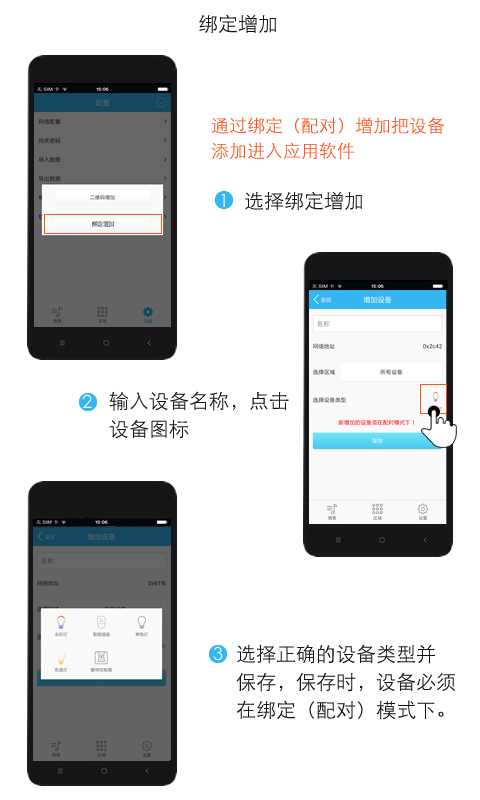 绑定增加
无 SIM 卡 15:06
设置
网络配置
网关密码
导入数据
导出数据
二维码增加
绑定增加
情景 区域 设置
通过绑定（配对）增加把设备
添加进入应用软件
1 选择绑定增加
无 SIM 卡 15:06
返回 增加设备
名称
网络地址 0x2c42
选择区域 所有设备
选择设备类型
新增加的设备须在配对模式下！
保存
情景 区域 设置
2 输入设备名称，点击
设备图标
无 SIM 卡 15:06
返回 增加设备
名称
网络地址 0x61f6
全彩灯 智能插座 单色灯
色温灯 窗帘控制器
情景 区域 设置
3 选择正确的设备类型并
保存，保存时，设备必须
在绑定（配对）模式下。